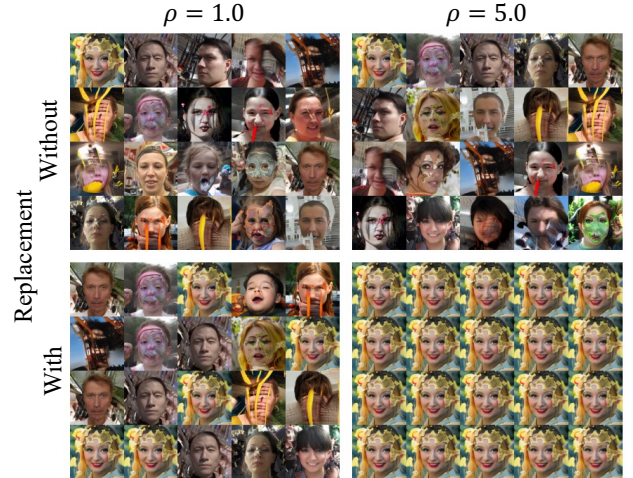 ρ = 1.0
ρ = 5.0
Replacement
Without
With